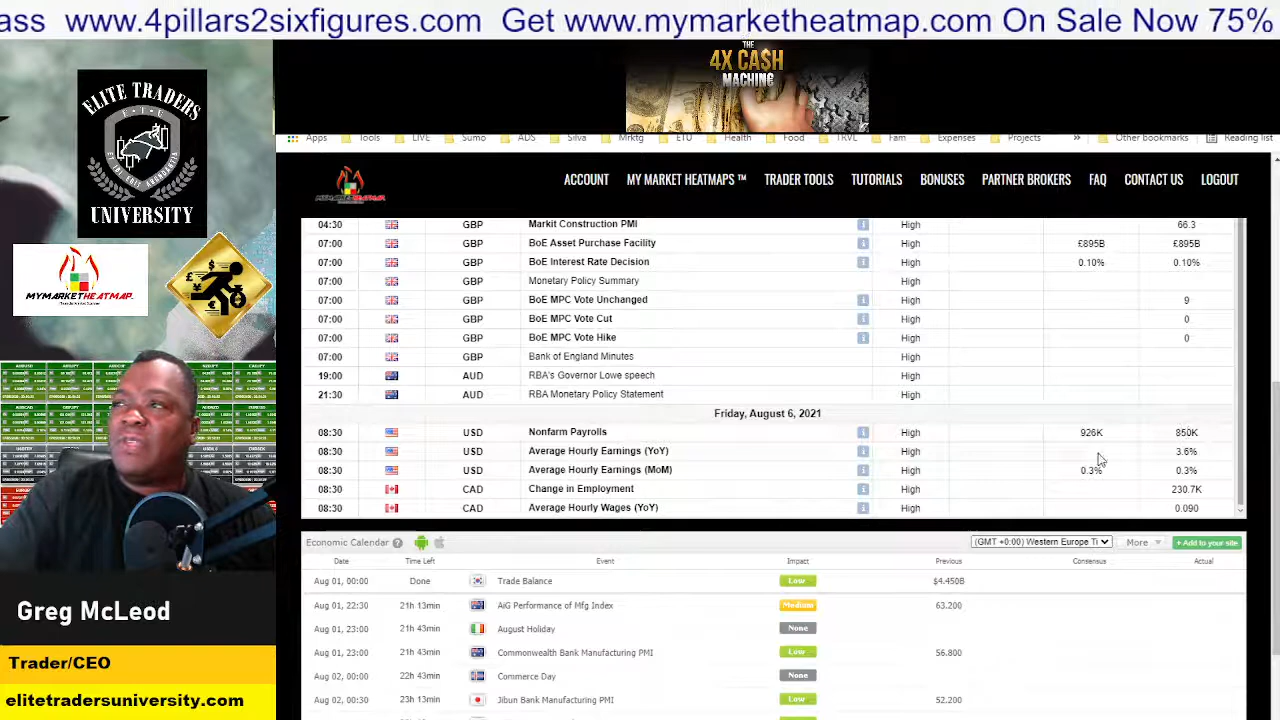 ass www.4pillars2sixfigures.com Get www.mymarketheatmap.com On Sale Now 75%
THE
4X CA$H
MACHINE
ELITE TRADERS
E · T · U
UNIVERSITY
MYMARKETHEATMAP.
Apps Tools LIVE Sumo ADS Silva Mrktg ETU Health Food TRVL Fam Expenses Projects » Other bookmarks Reading list
ACCOUNT MY MARKET HEATMAPS ™ TRADER TOOLS TUTORIALS BONUSES PARTNER BROKERS FAQ CONTACT US LOGOUT
04:30 GBP Markit Construction PMI High 66.3
07:00 GBP BoE Asset Purchase Facility High £895B £895B
07:00 GBP BoE Interest Rate Decision High 0.10% 0.10%
07:00 GBP Monetary Policy Summary High
07:00 GBP BoE MPC Vote Unchanged High 9
07:00 GBP BoE MPC Vote Cut High 0
07:00 GBP BoE MPC Vote Hike High 0
07:00 GBP Bank of England Minutes High
19:00 AUD RBA's Governor Lowe speech High
21:30 AUD RBA Monetary Policy Statement High
Friday, August 6, 2021
08:30 USD Nonfarm Payrolls High 926K 850K
08:30 USD Average Hourly Earnings (YoY) High 3.6%
08:30 USD Average Hourly Earnings (MoM) High 0.3% 0.3%
08:30 CAD Change in Employment High 230.7K
08:30 CAD Average Hourly Wages (YoY) High 0.090
Economic Calendar ? (GMT +0:00) Western Europe Ti More + Add to your site
Date Time Left Event Impact Previous Consensus Actual
Aug 01, 00:00 Done Trade Balance Low $4.450B
Aug 01, 22:30 21h 13min AiG Performance of Mfg Index Medium 63.200
Aug 01, 23:00 21h 43min August Holiday None
Aug 01, 23:00 21h 43min Commonwealth Bank Manufacturing PMI Low 56.800
Aug 02, 00:00 22h 43min Commerce Day None
Aug 02, 00:30 23h 13min Jibun Bank Manufacturing PMI Low 52.200
Greg McLeod
Trader/CEO
elitetradersuniversity.com